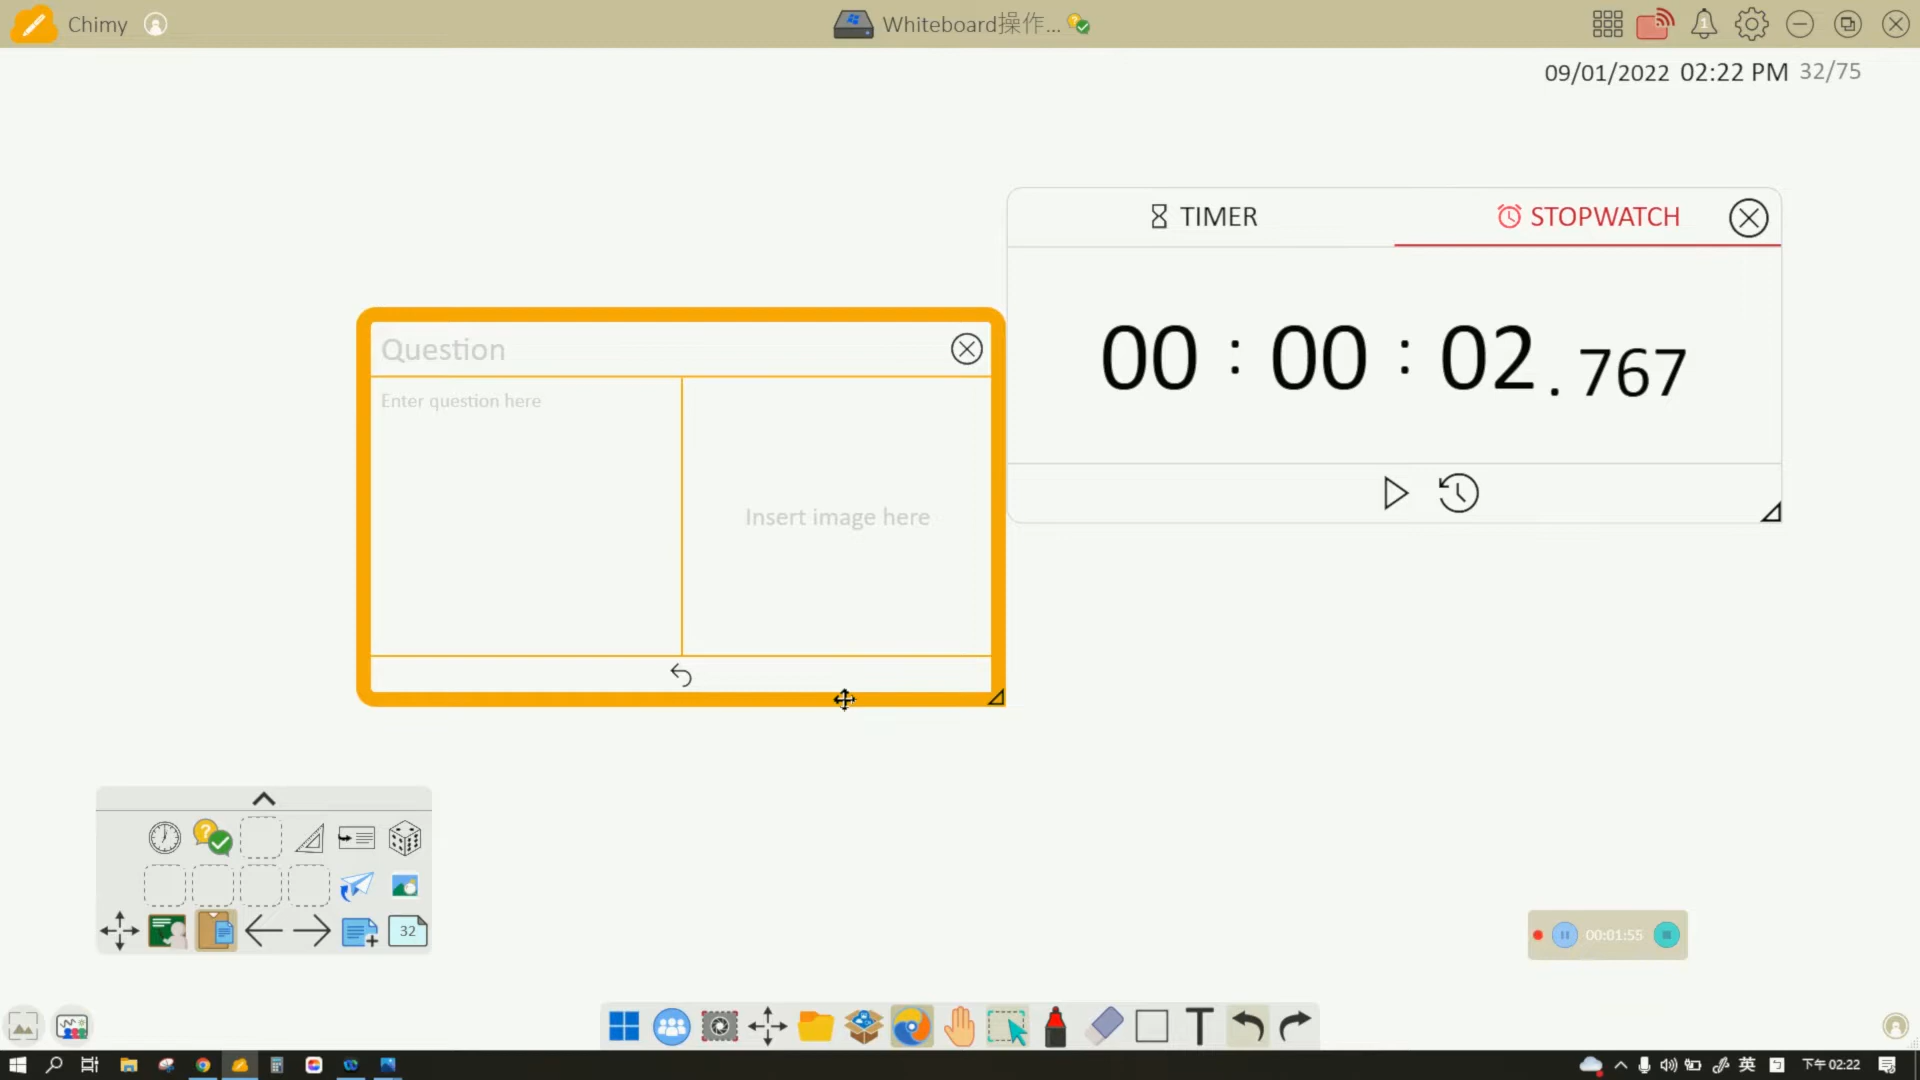 Chimy
Whiteboard操作...
1
09/01/2022 02:22 PM 32/75
TIMER
STOPWATCH
00 : 00 : 02 . 767
Question
Enter question here
Insert image here
32
00:01:55
T
英
下午 02:22